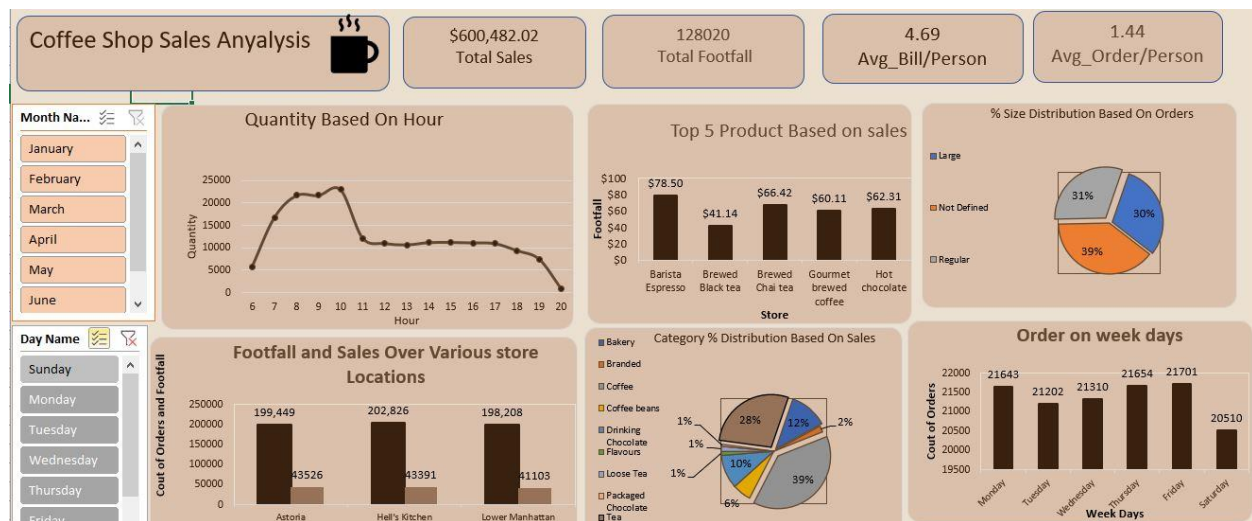 Coffee Shop Sales Anyalysis
$600,482.02
Total Sales
128020
Total Footfall
4.69
Avg_Bill/Person
1.44
Avg_Order/Person
Month Na...
January
February
March
April
May
June
Quantity Based On Hour
25000
20000
15000
10000
5000
0
Quantity
6 7 8 9 10 11 12 13 14 15 16 17 18 19 20
Hour
Top 5 Product Based on sales
$100
$80
$60
$40
$20
$0
Footfall
$78.50
$41.14
$66.42
$60.11
$62.31
Barista
Espresso
Brewed
Black tea
Brewed
Chai tea
Gourmet
brewed
coffee
Hot
chocolate
Store
% Size Distribution Based On Orders
Large
Not Defined
Regular
31%
30%
39%
Day Name
Sunday
Monday
Tuesday
Wednesday
Thursday
Friday
Footfall and Sales Over Various store
Locations
Cout of Orders and Footfall
250000
200000
150000
100000
50000
0
199,449
43526
202,826
43391
198,208
41103
Astoria
Hell's Kitchen
Lower Manhattan
Category % Distribution Based On Sales
Bakery
Branded
Coffee
Coffee beans
Drinking
Chocolate
Flavours
Loose Tea
Packaged
Chocolate
Tea
28%
12%
2%
39%
6%
10%
1%
1%
1%
Order on week days
Cout of Orders
22000
21500
21000
20500
20000
19500
21643
21202
21310
21654
21701
20510
Monday
Tuesday
Wednesday
Thursday
Friday
Saturday
Week Days